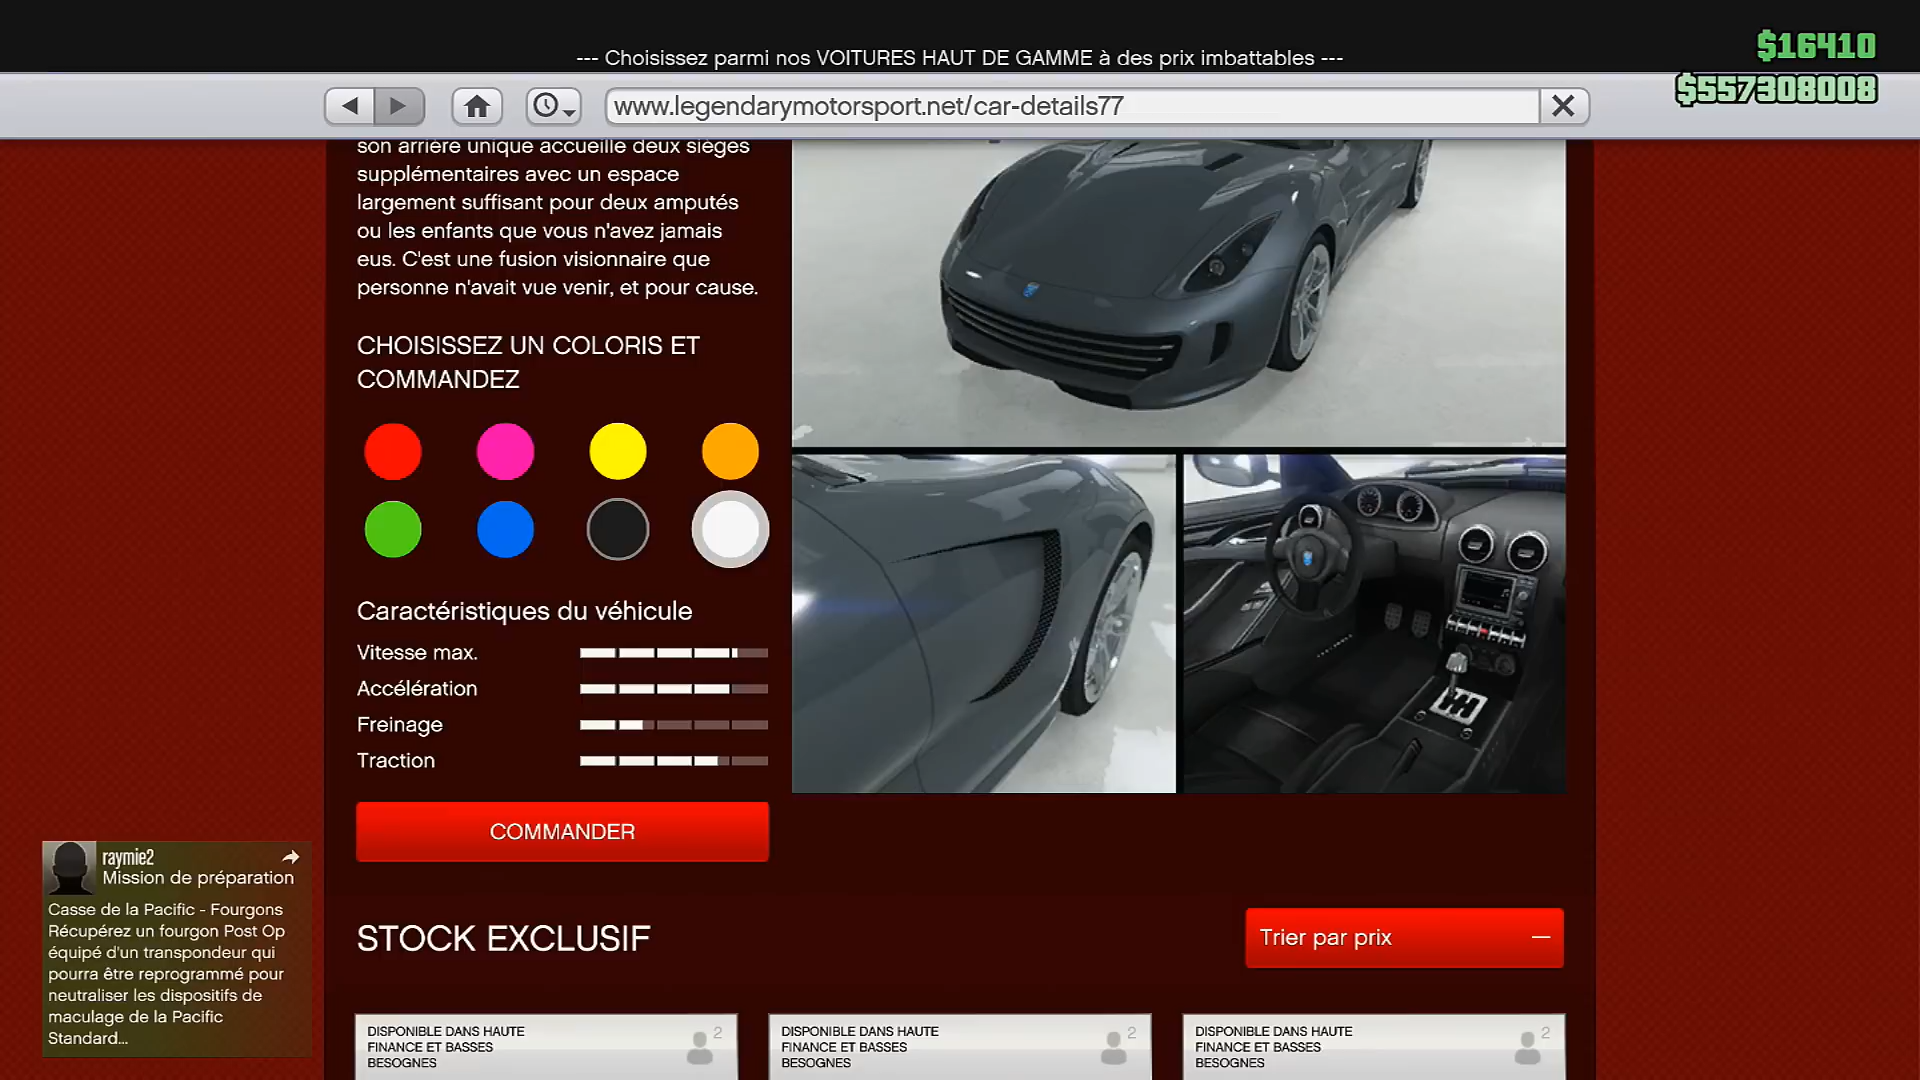 --- Choisissez parmi nos VOITURES HAUT DE GAMME à des prix imbattables ---
$16410
$557308008
www.legendarymotorsport.net/car-details77
son arrière unique accueille deux sièges
supplémentaires avec un espace
largement suffisant pour deux amputés
ou les enfants que vous n'avez jamais
eus. C'est une fusion visionnaire que
personne n'avait vue venir, et pour cause.
CHOISISSEZ UN COLORIS ET
COMMANDEZ
Caractéristiques du véhicule
Vitesse max.
Accélération
Freinage
Traction
COMMANDER
raymie2
Mission de préparation
Casse de la Pacific - Fourgons
Récupérez un fourgon Post Op
équipé d'un transpondeur qui
pourra être reprogrammé pour
neutraliser les dispositifs de
maculage de la Pacific
Standard...
STOCK EXCLUSIF
Trier par prix
DISPONIBLE DANS HAUTE
FINANCE ET BASSES
BESOGNES
2
DISPONIBLE DANS HAUTE
FINANCE ET BASSES
BESOGNES
2
DISPONIBLE DANS HAUTE
FINANCE ET BASSES
BESOGNES
2